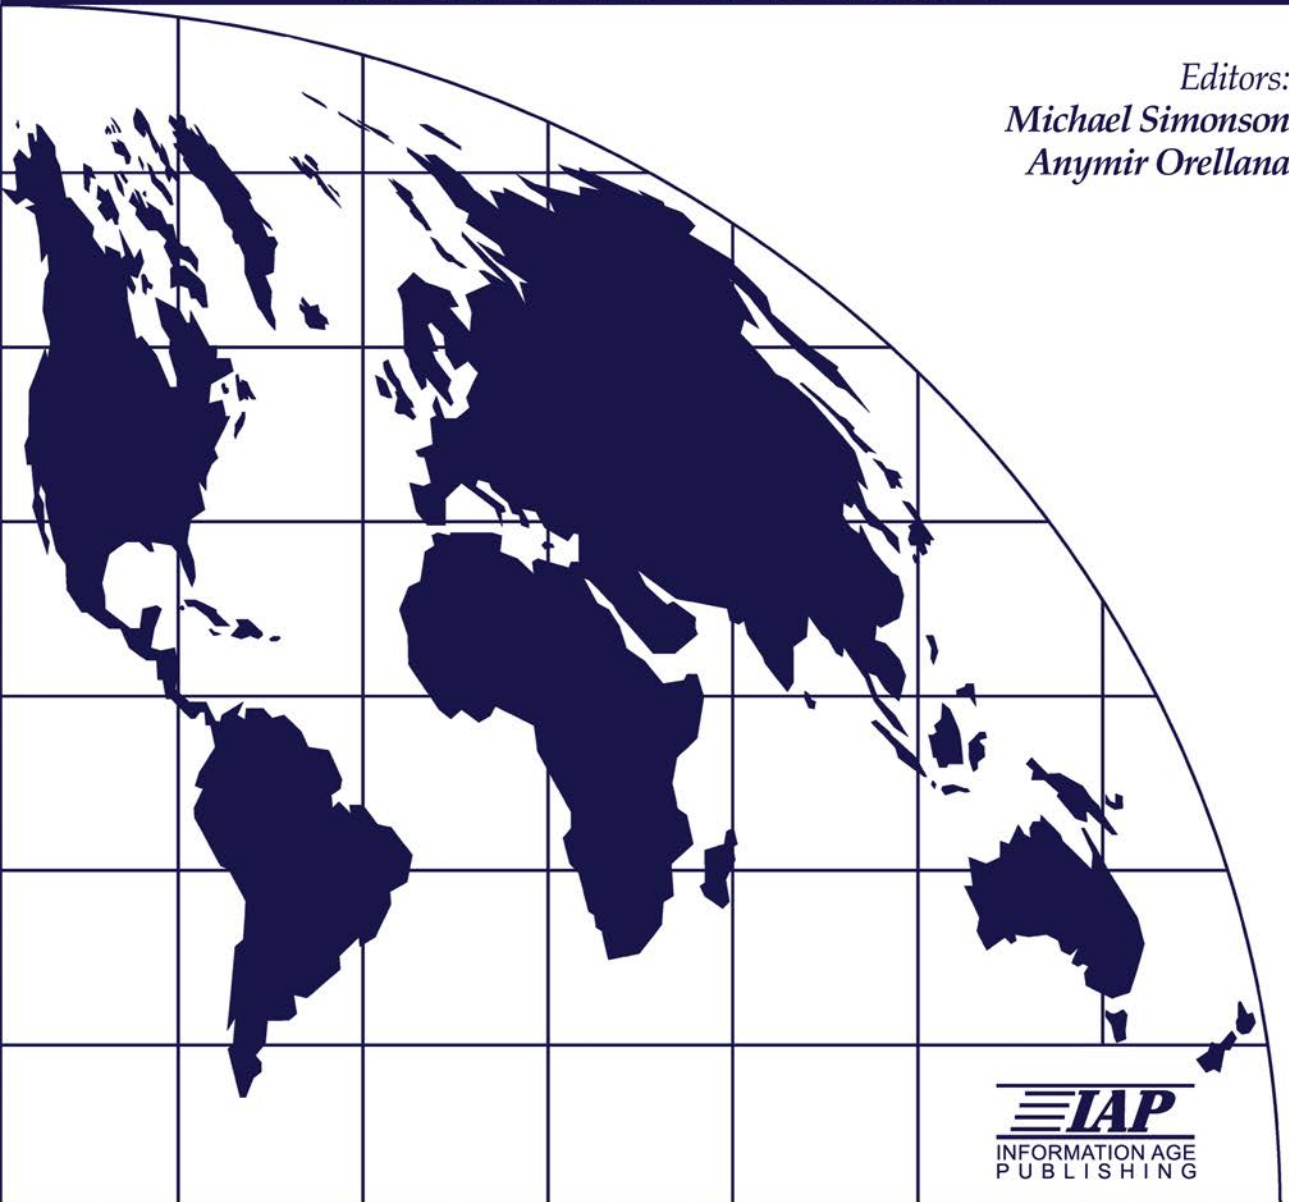 Editors:
Michael Simonson
Anymir Orellana
IAP
INFORMATION AGE
PUBLISHING